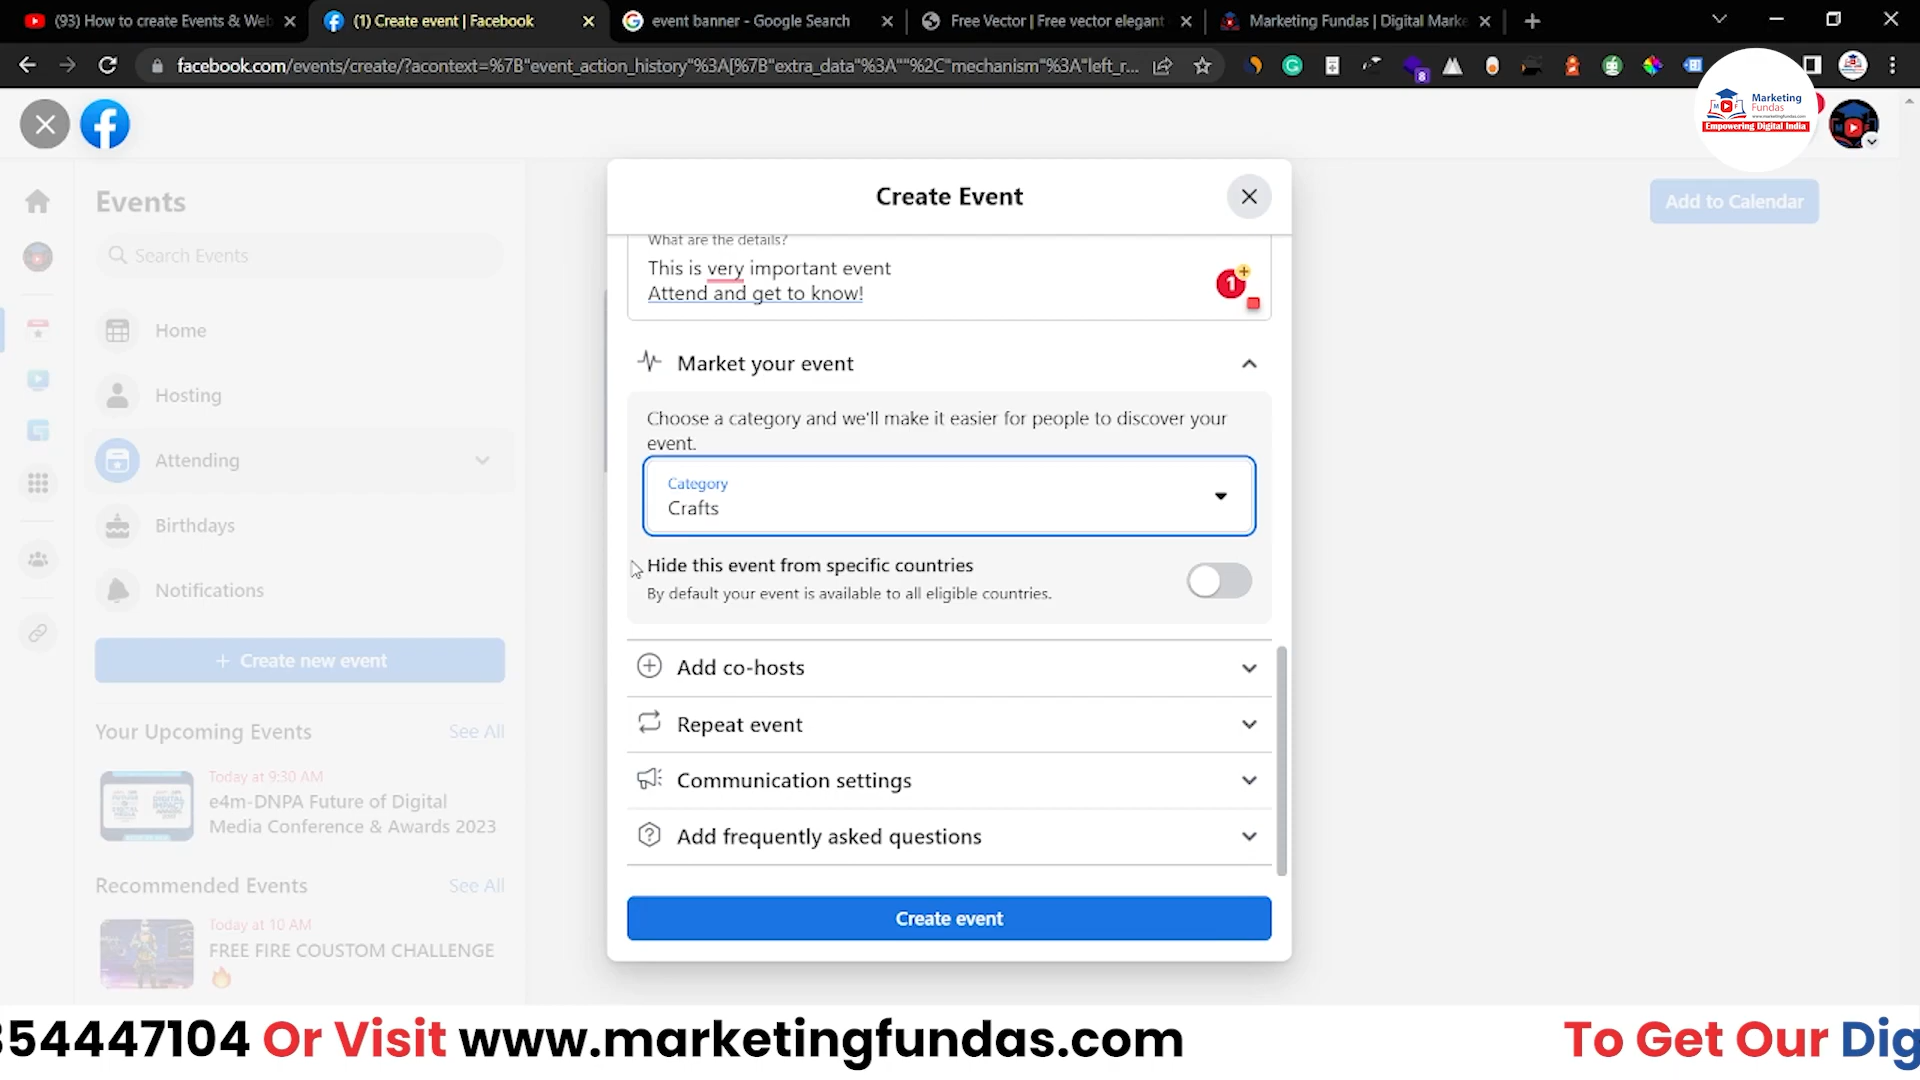 (93) How to create Events & Web
(1) Create event | Facebook
event banner - Google Search
Free Vector | Free vector elegant
Marketing Fundas | Digital Marke
facebook.com/events/create/?acontext=%7B"event_action_history"%3A[%7B"extra_data"%3A""%2C"mechanism"%3A"left_r...
8
Marketing
Fundas
www.marketingfundas.com
Empowering Digital India
Events
Search Events
Home
Hosting
Attending
Birthdays
Notifications
+ Create new event
Your Upcoming Events
See All
Today at 9:30 AM
e4m-DNPA Future of Digital
Media Conference & Awards 2023
Recommended Events
See All
Today at 10 AM
FREE FIRE COUSTOM CHALLENGE
Add to Calendar
Create Event
What are the details?
This is very important event
Attend and get to know!
1
Market your event
Choose a category and we'll make it easier for people to discover your
event.
Category
Crafts
Hide this event from specific countries
By default your event is available to all eligible countries.
Add co-hosts
Repeat event
Communication settings
Add frequently asked questions
Create event
354447104 Or Visit www.marketingfundas.com
To Get Our Dig